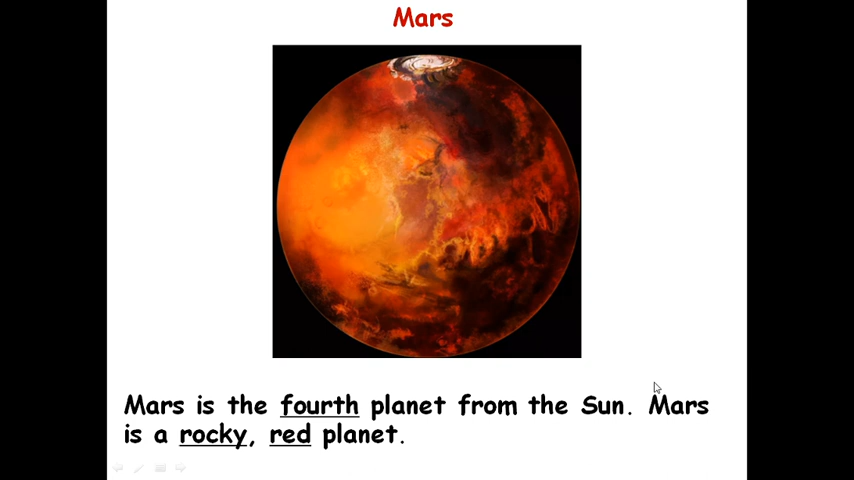 Mars
Mars is the fourth planet from the Sun. Mars
is a rocky, red planet.